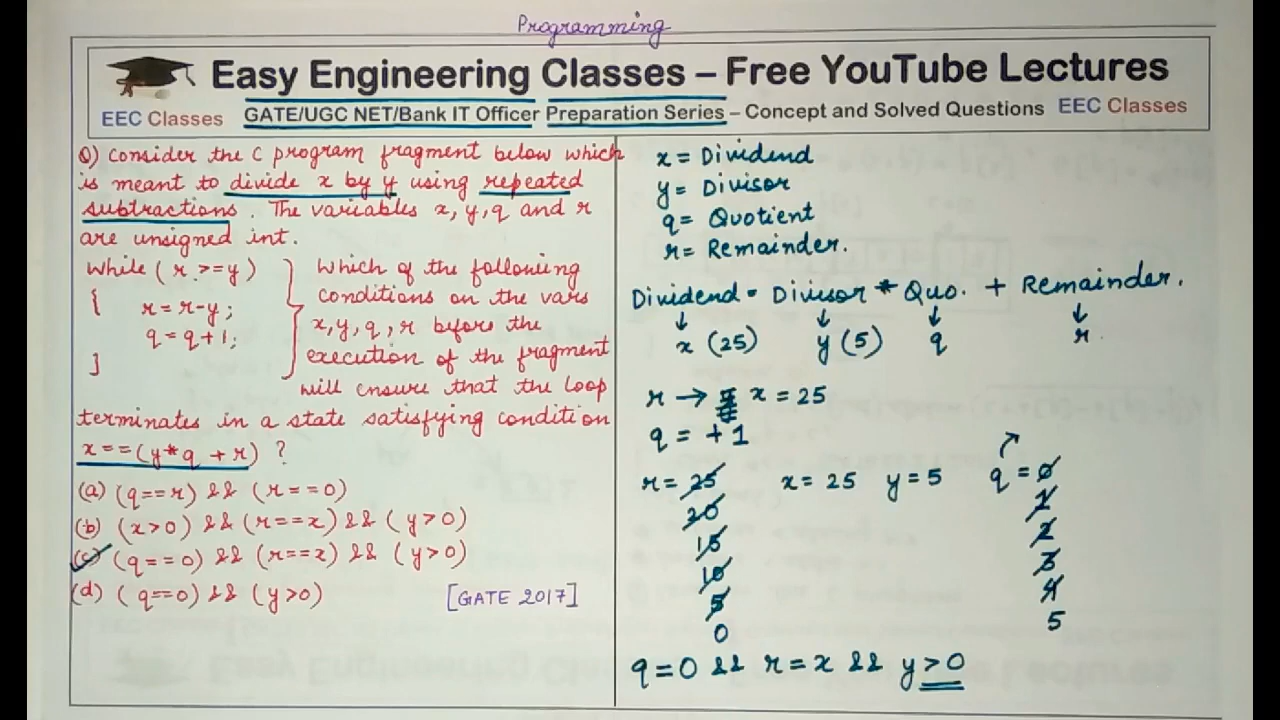 Programming
Easy Engineering Classes – Free YouTube Lectures
EEC Classes GATE/UGC NET/Bank IT Officer Preparation Series – Concept and Solved Questions EEC Classes
Q) Consider the C program fragment below which
is meant to divide x by y using repeated
subtractions. The variables x, y, q and r
are unsigned int.
while (r >= y)
{
r = r-y;
q = q+1;
}
which of the following
conditions on the vars
x, y, q, r before the
execution of the fragment
will ensure that the loop
terminates in a state satisfying condition
x == (y*q + r) ?
(a) (q==r) && (r==0)
(b) (x>0) && (r==x) && (y>0)
(c) (q==0) && (r==x) && (y>0)
(d) (q==0) && (y>0) [GATE 2017]
x = Dividend
y = Divisor
q = Quotient
r = Remainder.
Dividend = Divisor * Quo. + Remainder.
↓ ↓ ↓ ↓
x (25) y (5) q r
r → x = 25
q = +1
r = 25 x = 25 y = 5 q = 0
20 1
15 2
10 3
5 4
0 5
q = 0 && r = x && y > 0